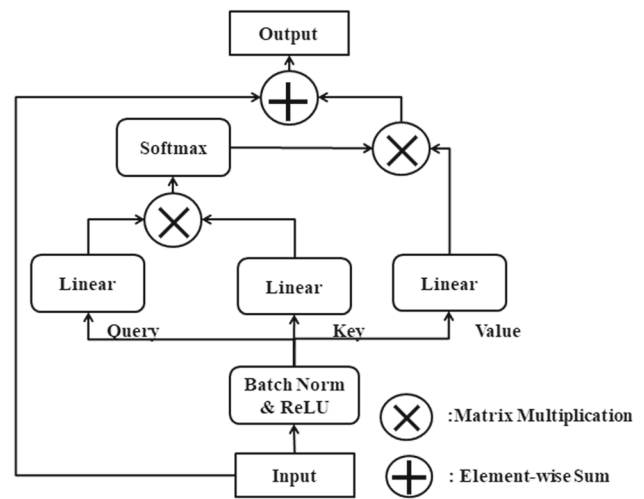 Output
Softmax
Linear
Linear
Linear
Query
Key
Value
Batch Norm
& ReLU
:Matrix Multiplication
Input
: Element-wise Sum